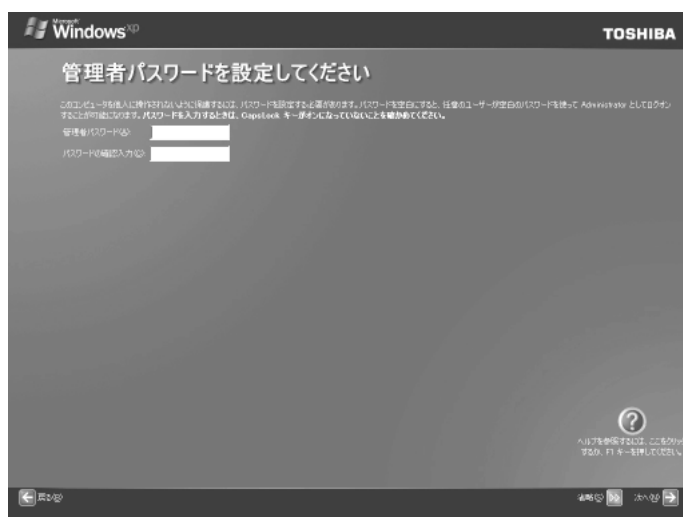 Microsoft
Windows xp
TOSHIBA
管理者パスワードを設定してください
このコンピュータを他人に操作されないように保護するには、パスワードを設定する必要があります。パスワードを空白にすると、任意のユーザーが空白のパスワードを使って Administrator としてログオン
することが可能になります。パスワードを入力するときは、CapsLock キーがオンになっていないことを確かめてください。
管理者パスワード(A):
パスワードの確認入力(C):
?
ヘルプを参照するには、ここをクリック
するか、F1 キーを押してください。
戻る(B)
省略(S)
次へ(N)